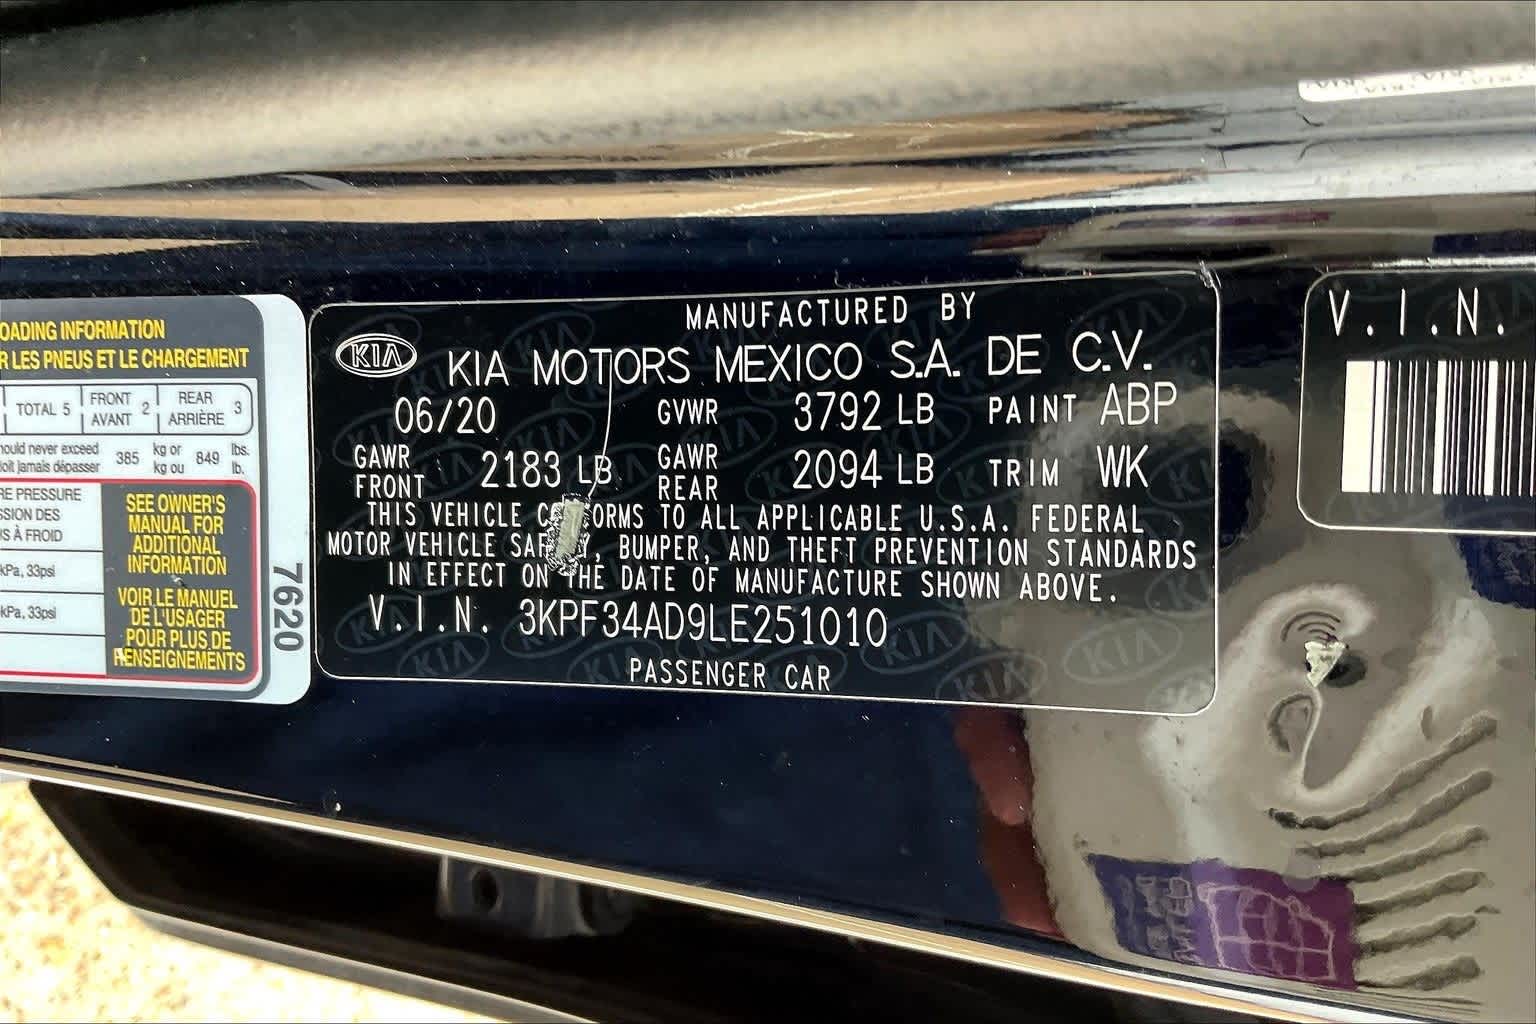 OADING INFORMATION
R LES PNEUS ET LE CHARGEMENT
TOTAL 5
FRONT
AVANT 2
REAR
ARRIÈRE 3
should never exceed
doit jamais dépasser
385
kg or
kg ou
849
lbs.
lb.
RE PRESSURE
SSION DES
S À FROID
kPa, 33psi
kPa, 33psi
SEE OWNER'S
MANUAL FOR
ADDITIONAL
INFORMATION
VOIR LE MANUEL
DE L'USAGER
POUR PLUS DE
RENSEIGNEMENTS
7620
MANUFACTURED BY
KIA KIA MOTORS MEXICO S.A. DE C.V.
06/20 GVWR 3792 LB PAINT ABP
GAWR FRONT 2183 LB GAWR REAR 2094 LB TRIM WK
THIS VEHICLE CONFORMS TO ALL APPLICABLE U.S.A. FEDERAL
MOTOR VEHICLE SAFETY, BUMPER, AND THEFT PREVENTION STANDARDS
IN EFFECT ON THE DATE OF MANUFACTURE SHOWN ABOVE.
V.I.N. 3KPF34AD9LE251010
PASSENGER CAR
V.I.N.